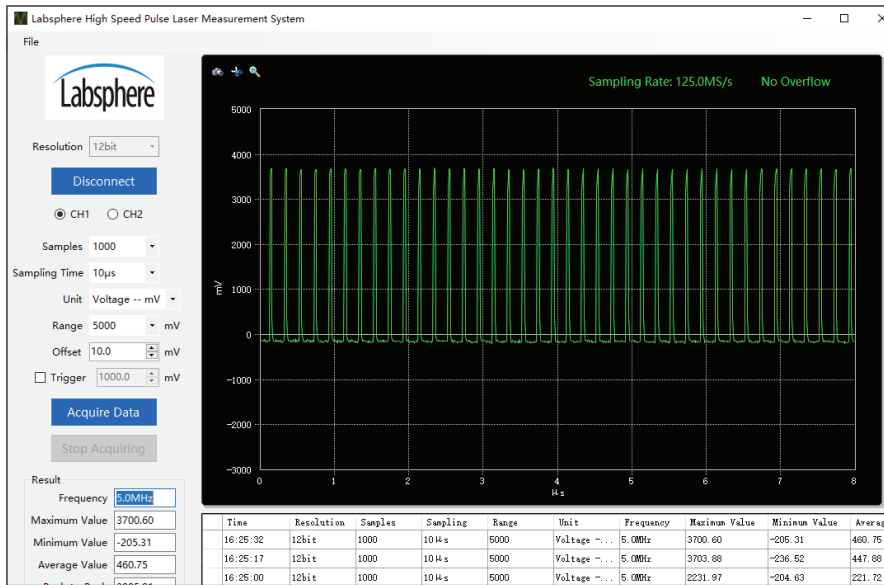 Labsphere High Speed Pulse Laser Measurement System
File
Labsphere
Sampling Rate: 125.0MS/s No Overflow
Resolution 12bit
Disconnect
CH1 CH2
Samples 1000
Sampling Time 10μs
Unit Voltage -- mV
Range 5000 mV
Offset 10.0 mV
Trigger 1000.0 mV
Acquire Data
Stop Acquiring
Result
Frequency 5.0MHz
Maximum Value 3700.60
Minimum Value -205.31
Average Value 460.75
5000
4000
3000
2000
1000
0
-1000
-2000
-3000
mV
0 1 2 3 4 5 6 7 8
μs
Time Resolution Samples Sampling Range Unit Frequency Maximum Value Minimum Value Averag
16:25:32 12bit 1000 10μs 5000 Voltage -... 5.0MHz 3700.60 -205.31 460.75
16:25:17 12bit 1000 10μs 5000 Voltage -... 5.0MHz 3703.88 -236.52 447.88
16:25:00 12bit 1000 10μs 5000 Voltage -... 5.0MHz 2231.97 -204.63 221.72